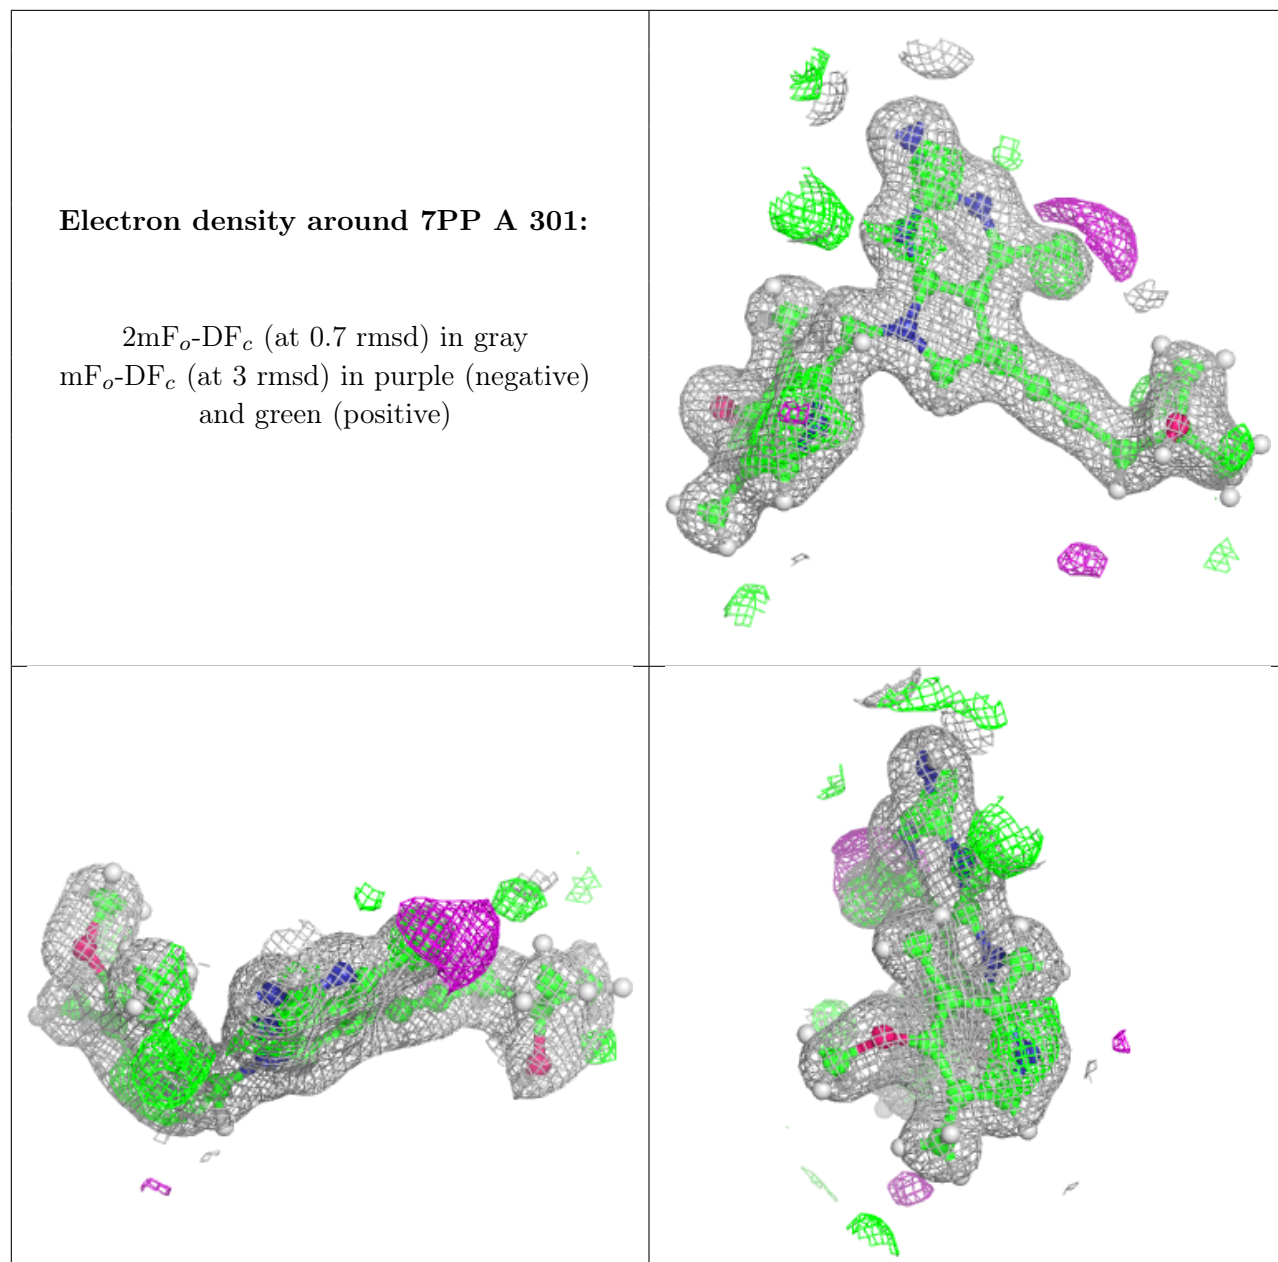 Electron density around 7PP A 301:
2mFo-DFc (at 0.7 rmsd) in gray
mFo-DFc (at 3 rmsd) in purple (negative)
and green (positive)